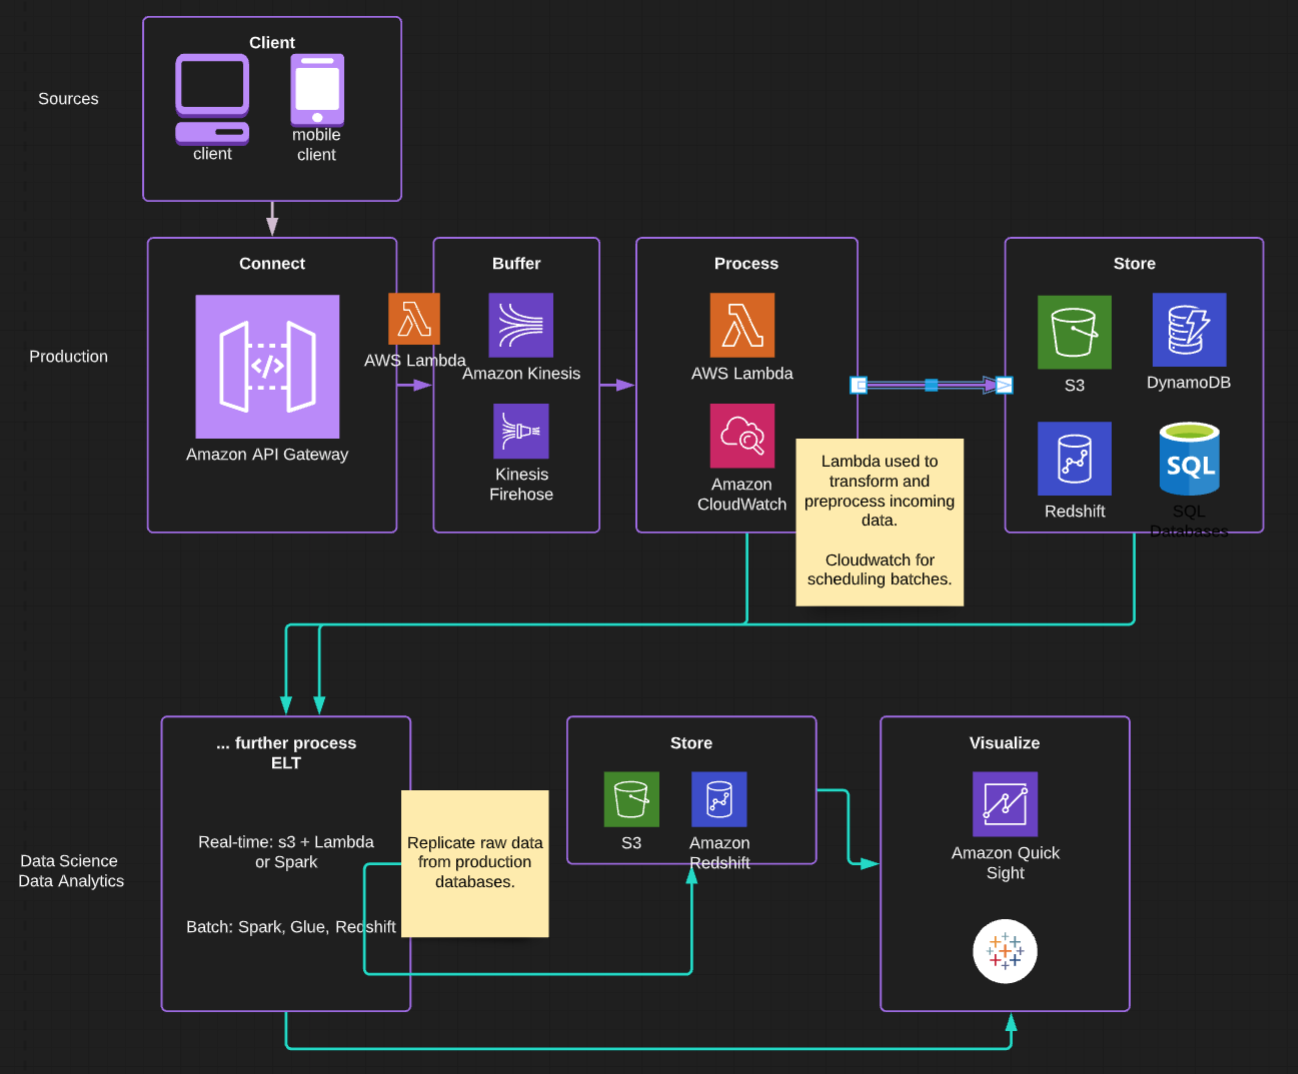 Client
Sources
client
mobile
client
Connect
Buffer
Process
Store
Production
AWS Lambda
Amazon Kinesis
AWS Lambda
S3
DynamoDB
Amazon API Gateway
Kinesis
Firehose
Amazon
CloudWatch
Lambda used to
transform and
preprocess incoming
data.
Cloudwatch for
scheduling batches.
Redshift
SQL
SQL
Databases
... further process
ELT
Store
Visualize
Real-time: s3 + Lambda
or Spark
Replicate raw data
from production
databases.
S3
Amazon
Redshift
Amazon Quick
Sight
Data Science
Data Analytics
Batch: Spark, Glue, Redshift